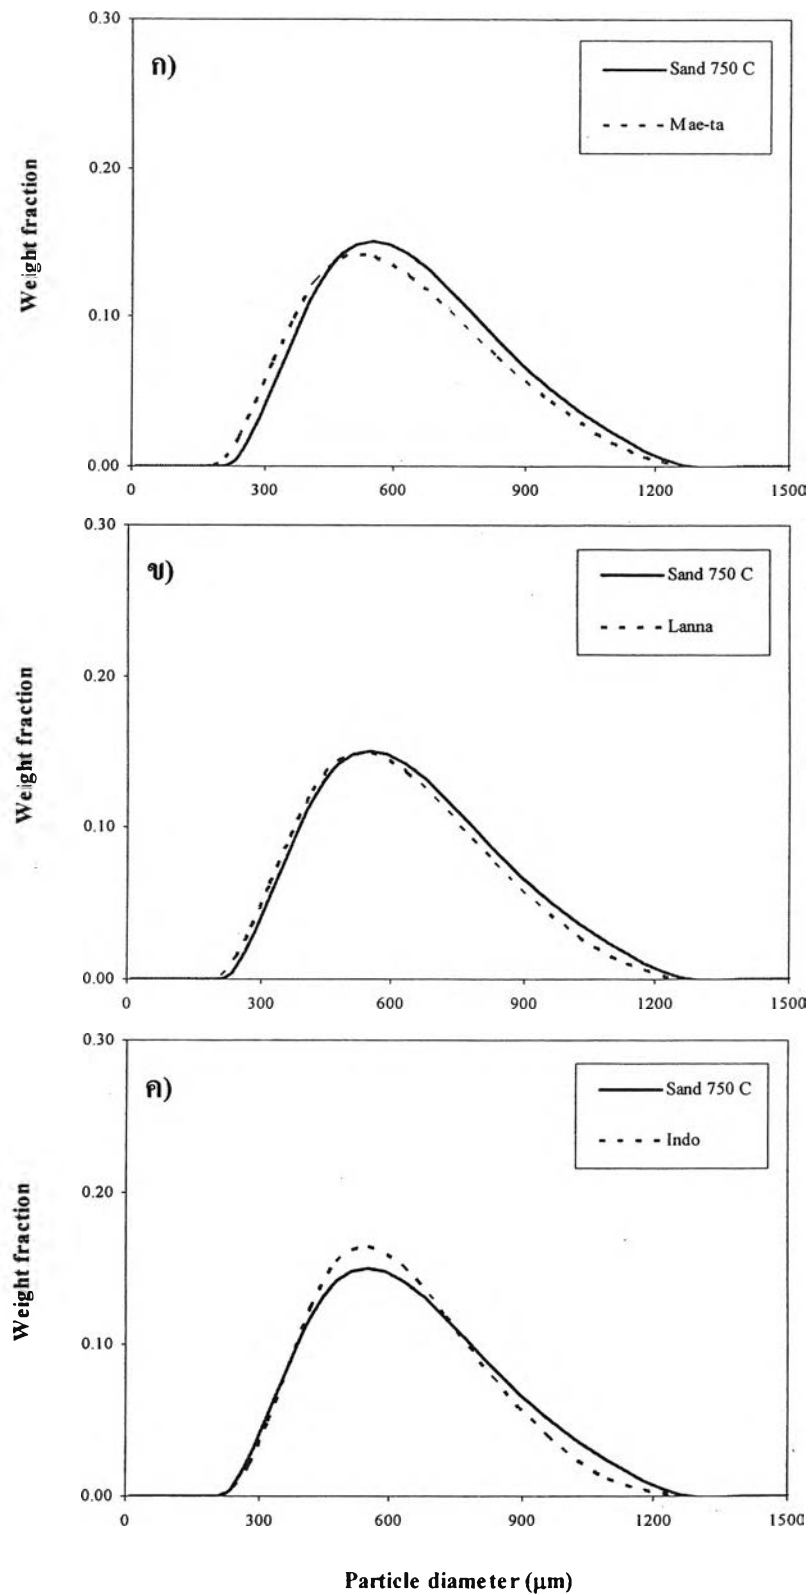 0.30
ก)
Sand 750 C
Mae-ta
0.20
Weight fraction
0.10
0.00
0 300 600 900 1200 1500
0.30
ข)
Sand 750 C
Lanna
0.20
Weight fraction
0.10
0.00
0 300 600 900 1200 1500
0.30
ค)
Sand 750 C
Indo
0.20
Weight fraction
0.10
0.00
0 300 600 900 1200 1500
Particle diameter (µm)